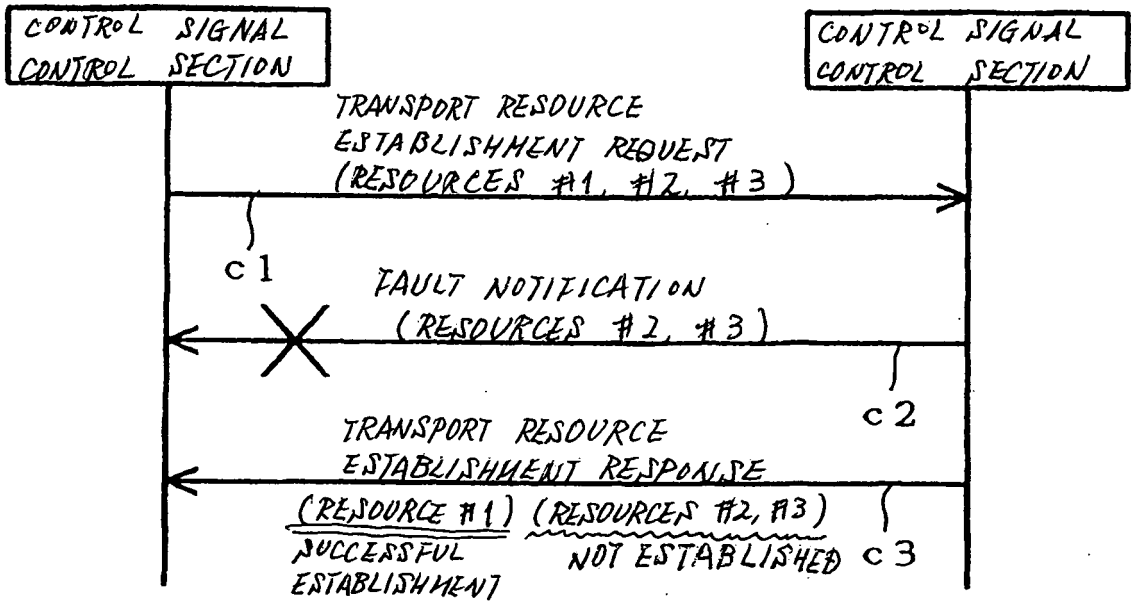 CONTROL SIGNAL
CONTROL SECTION
CONTROL SIGNAL
CONTROL SECTION
TRANSPORT RESOURCE
ESTABLISHMENT REQUEST
(RESOURCES #1, #2, #3)
c1
FAULT NOTIFICATION
(RESOURCES #2, #3)
c2
TRANSPORT RESOURCE
ESTABLISHMENT RESPONSE
(RESOURCE #1) (RESOURCES #2, #3)
SUCCESSFUL NOT ESTABLISHED c3
ESTABLISHMENT